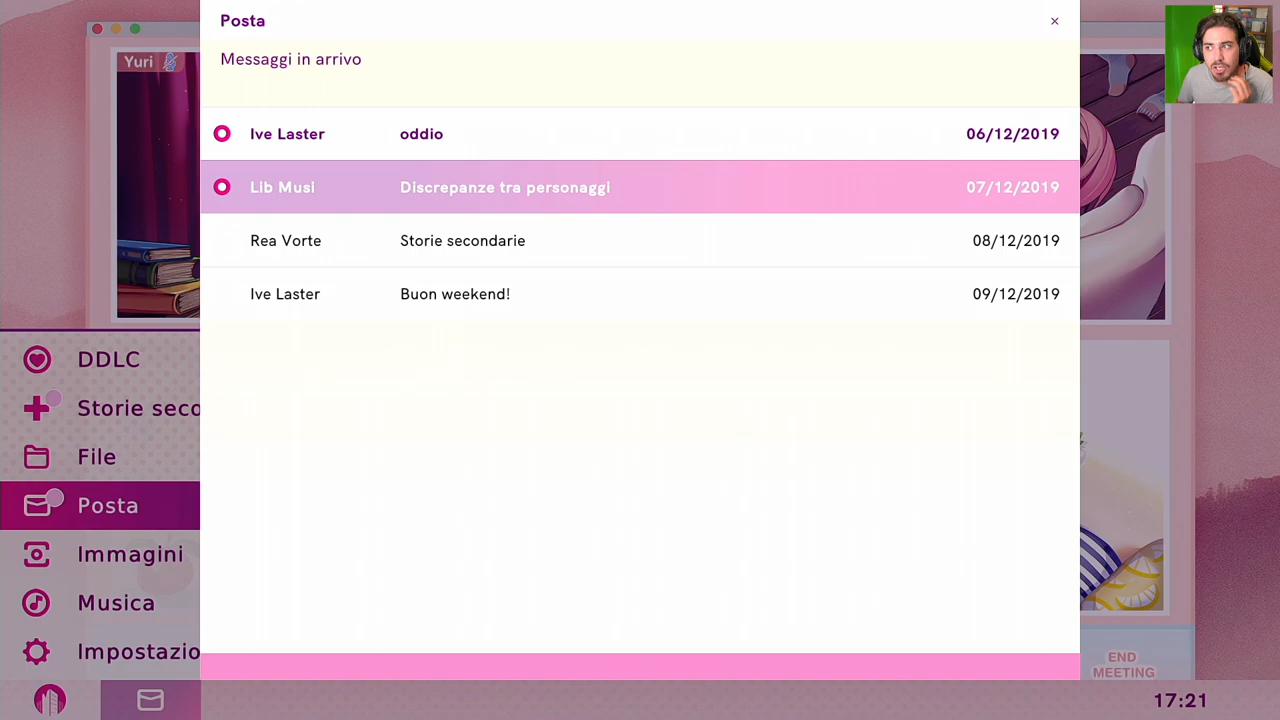 Posta
×
Messaggi in arrivo
Yuri
Ive Laster oddio 06/12/2019
Lib Musi Discrepanze tra personaggi 07/12/2019
Rea Vorte Storie secondarie 08/12/2019
Ive Laster Buon weekend! 09/12/2019
DDLC
Storie seco
File
Posta
Immagini
Musica
Impostazio
END
MEETING
17:21